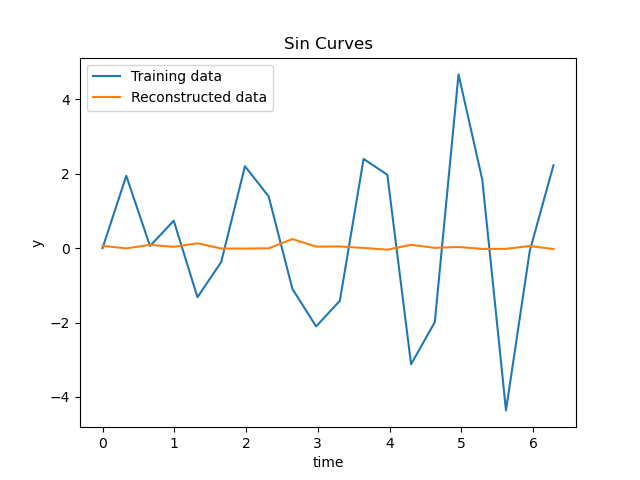 Sin Curves
Training data
Reconstructed data
4
2
0
−2
−4
y
0 1 2 3 4 5 6
time